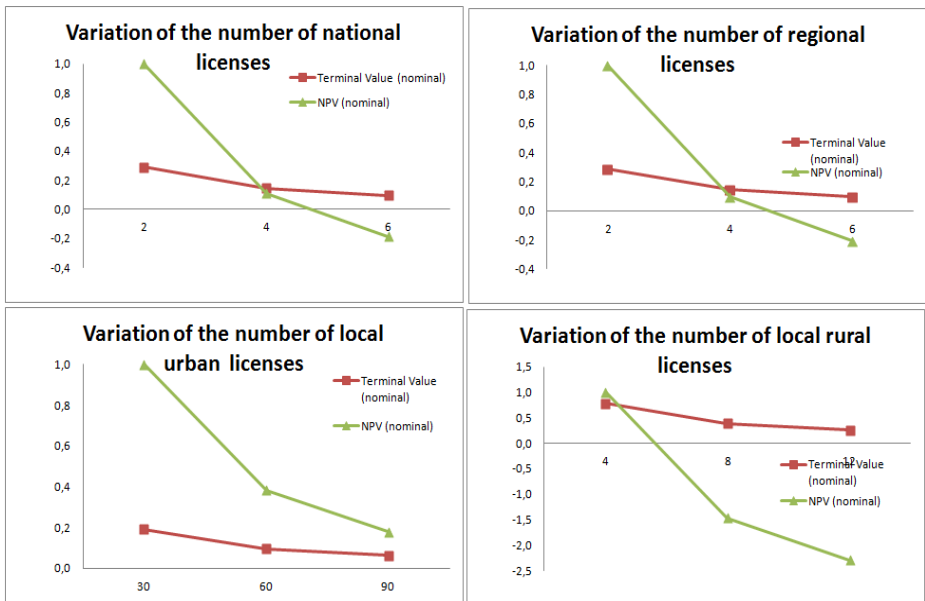 Variation of the number of national
licenses
1,0
0,8
0,6
0,4
0,2
0,0
-0,2
-0,4
2
4
6
Terminal Value (nominal)
NPV (nominal)
Variation of the number of regional
licenses
1,0
0,8
0,6
0,4
0,2
0,0
-0,2
-0,4
2
4
6
Terminal Value
(nominal)
NPV (nominal)
Variation of the number of local
urban licenses
1,0
0,8
0,6
0,4
0,2
0,0
30
60
90
Terminal Value
(nominal)
NPV (nominal)
Variation of the number of local rural
licenses
1,5
1,0
0,5
0,0
-0,5
-1,0
-1,5
-2,0
-2,5
4
8
12
Terminal Value
(nominal)
NPV (nominal)